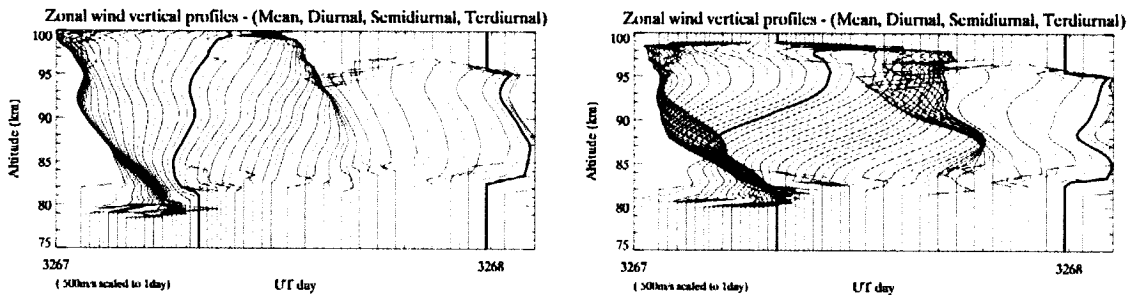 Zonal wind vertical profiles - (Mean, Diurnal, Semidiurnal, Terdiurnal)
100
95
90
85
80
75
Altitude (km)
3267
3268
( 500m/s scaled to 1day)
UT day
Zonal wind vertical profiles - (Mean, Diurnal, Semidiurnal, Terdiurnal)
100
95
90
85
80
75
Altitude (km)
3267
3268
(500m/s scaled to 1day)
UT day